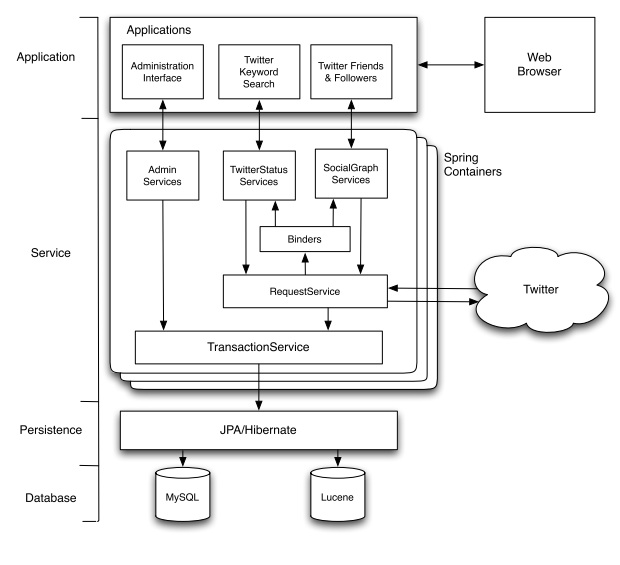 Application
Applications
Administration
Interface
Twitter
Keyword
Search
Twitter Friends
& Followers
Web
Browser
Service
Spring
Containers
Admin
Services
TwitterStatus
Services
SocialGraph
Services
Binders
RequestService
Twitter
TransactionService
Persistence
JPA/Hibernate
Database
MySQL
Lucene